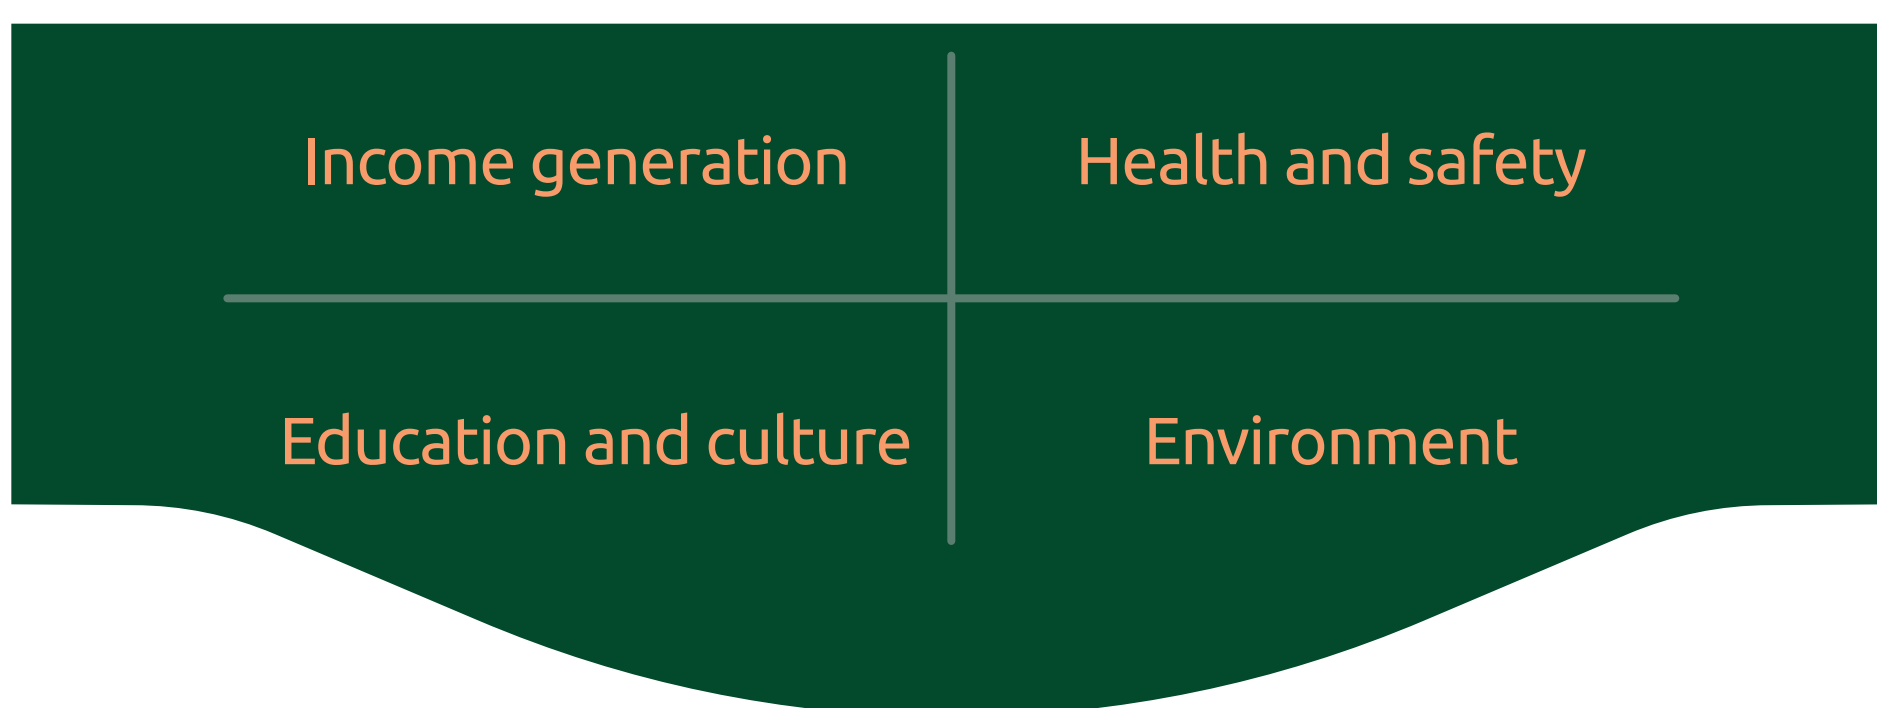 Income generation
Health and safety
Education and culture
Environment